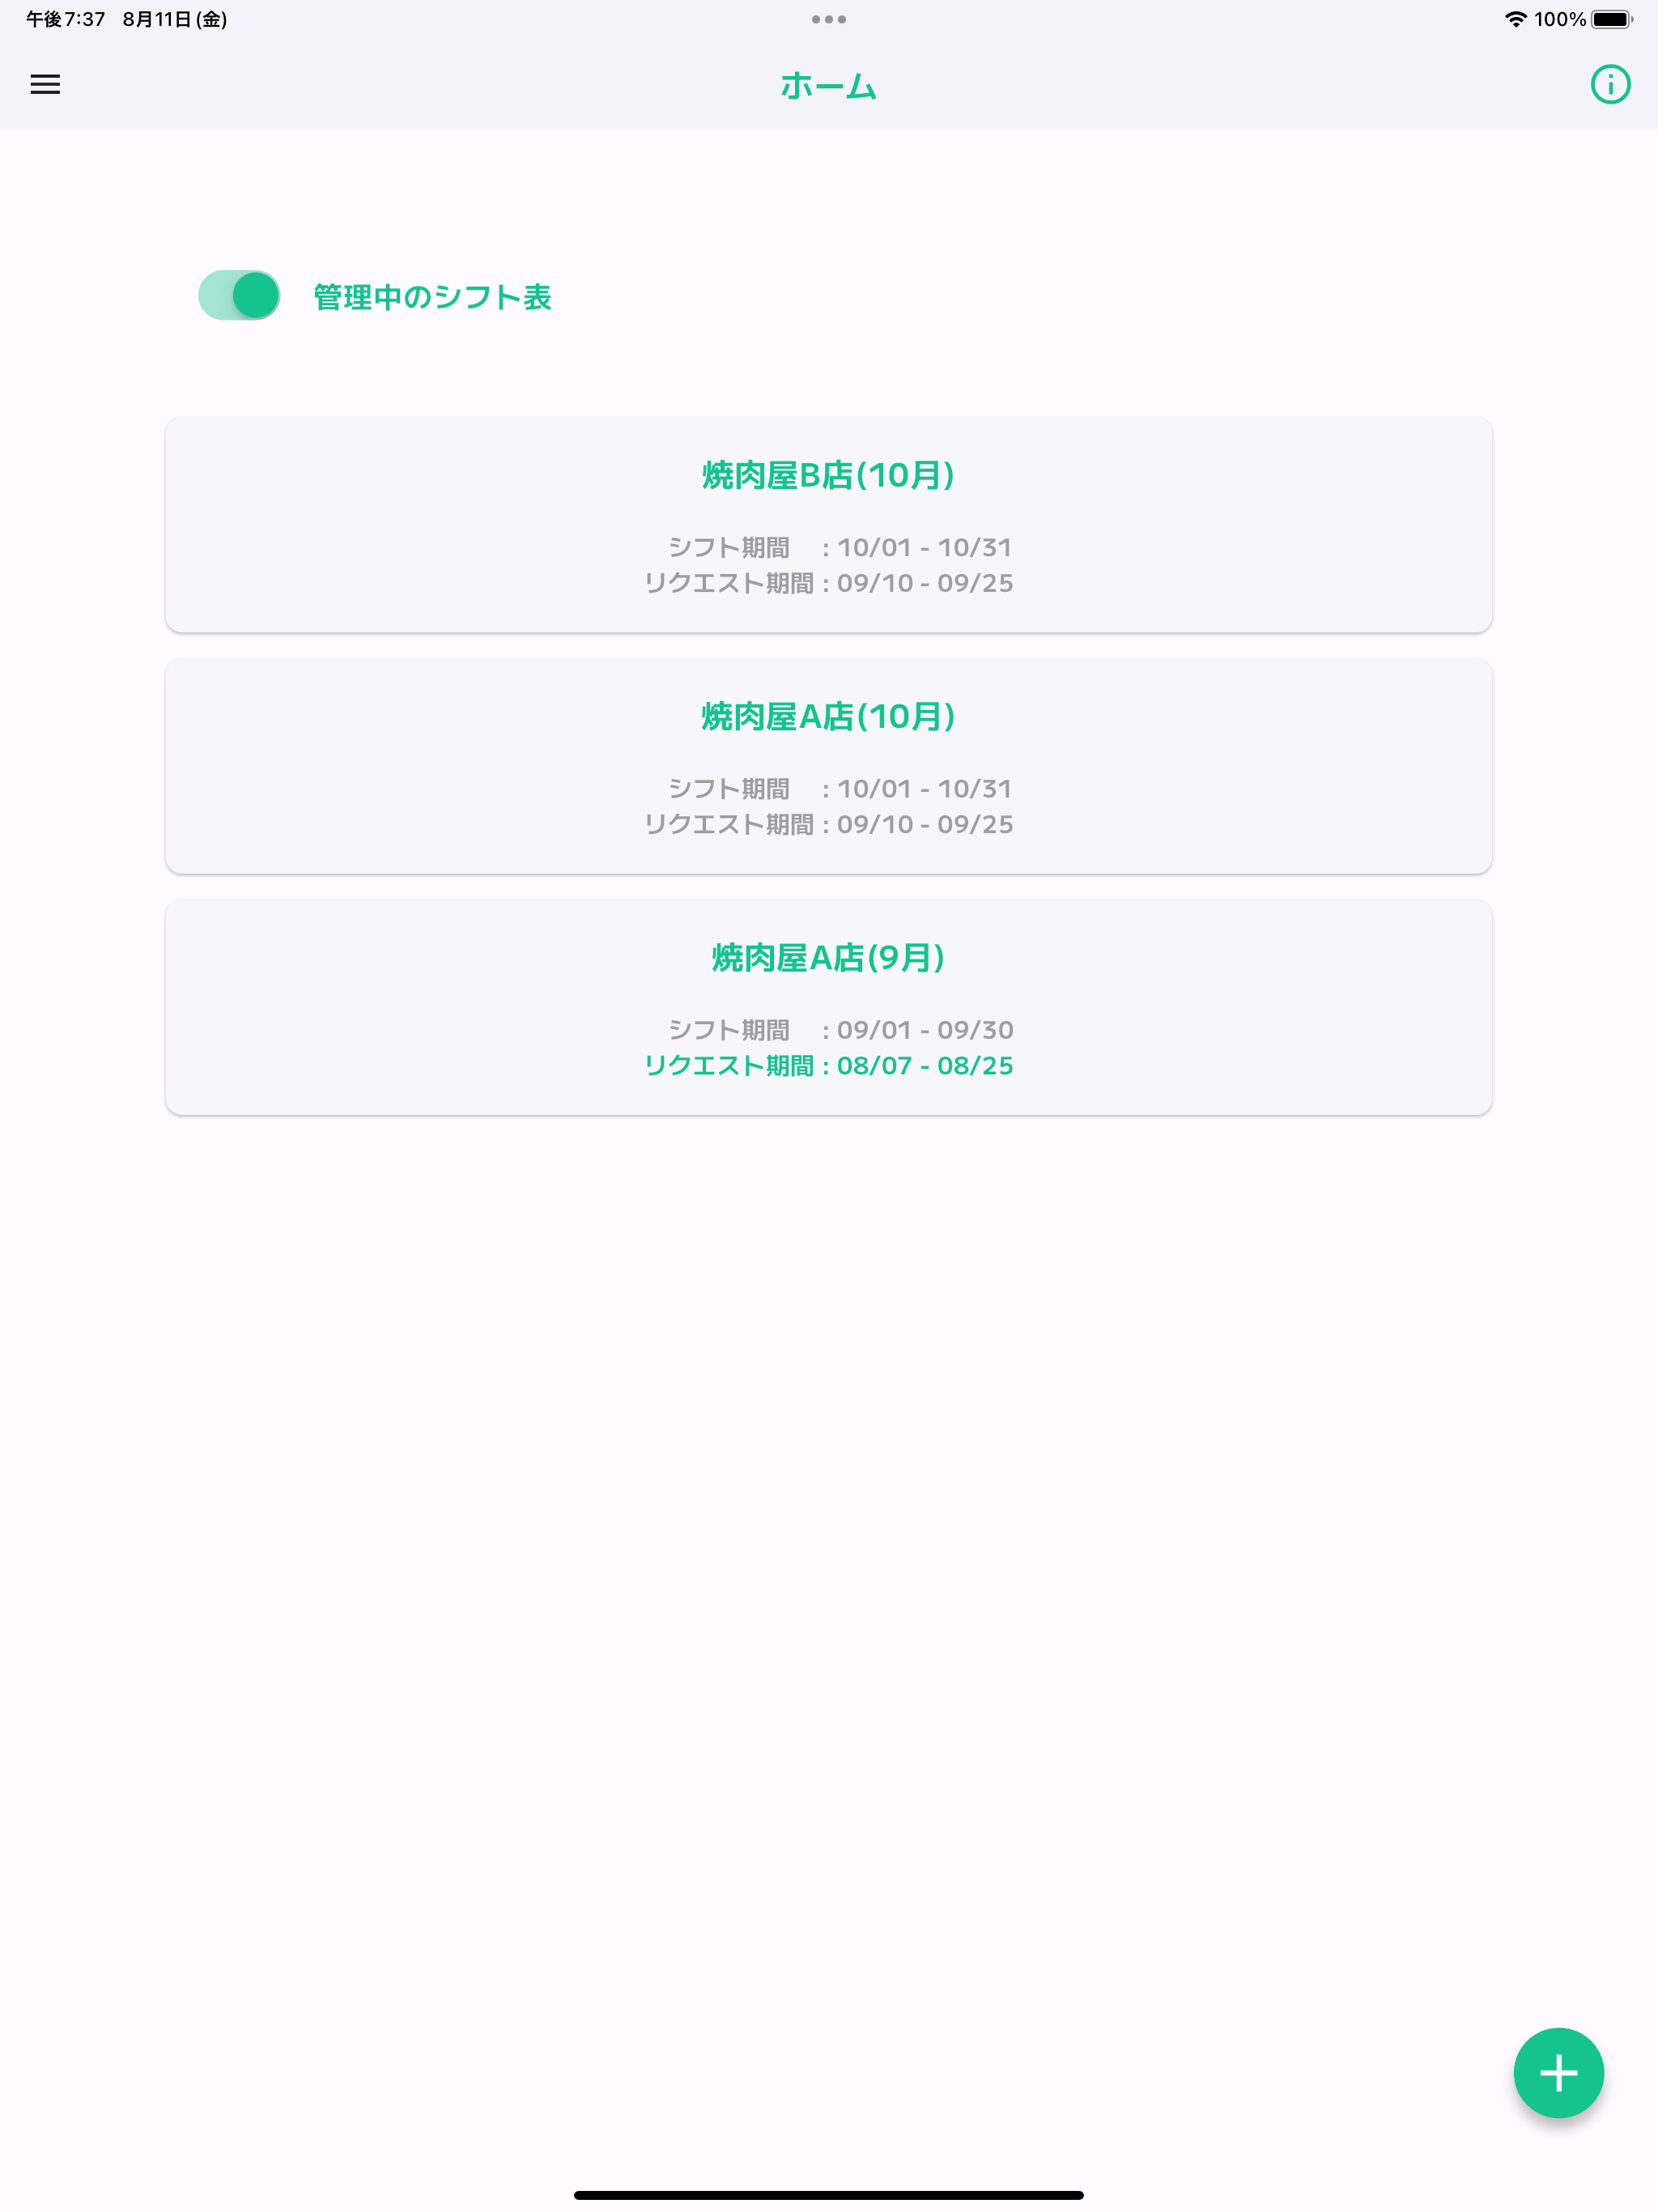 午後7:37 8月11日(金)
100%
ホーム
管理中のシフト表
焼肉屋B店(10月)
シフト期間 : 10/01 - 10/31
リクエスト期間 : 09/10 - 09/25
焼肉屋A店(10月)
シフト期間 : 10/01 - 10/31
リクエスト期間 : 09/10 - 09/25
焼肉屋A店(9月)
シフト期間 : 09/01 - 09/30
リクエスト期間 : 08/07 - 08/25